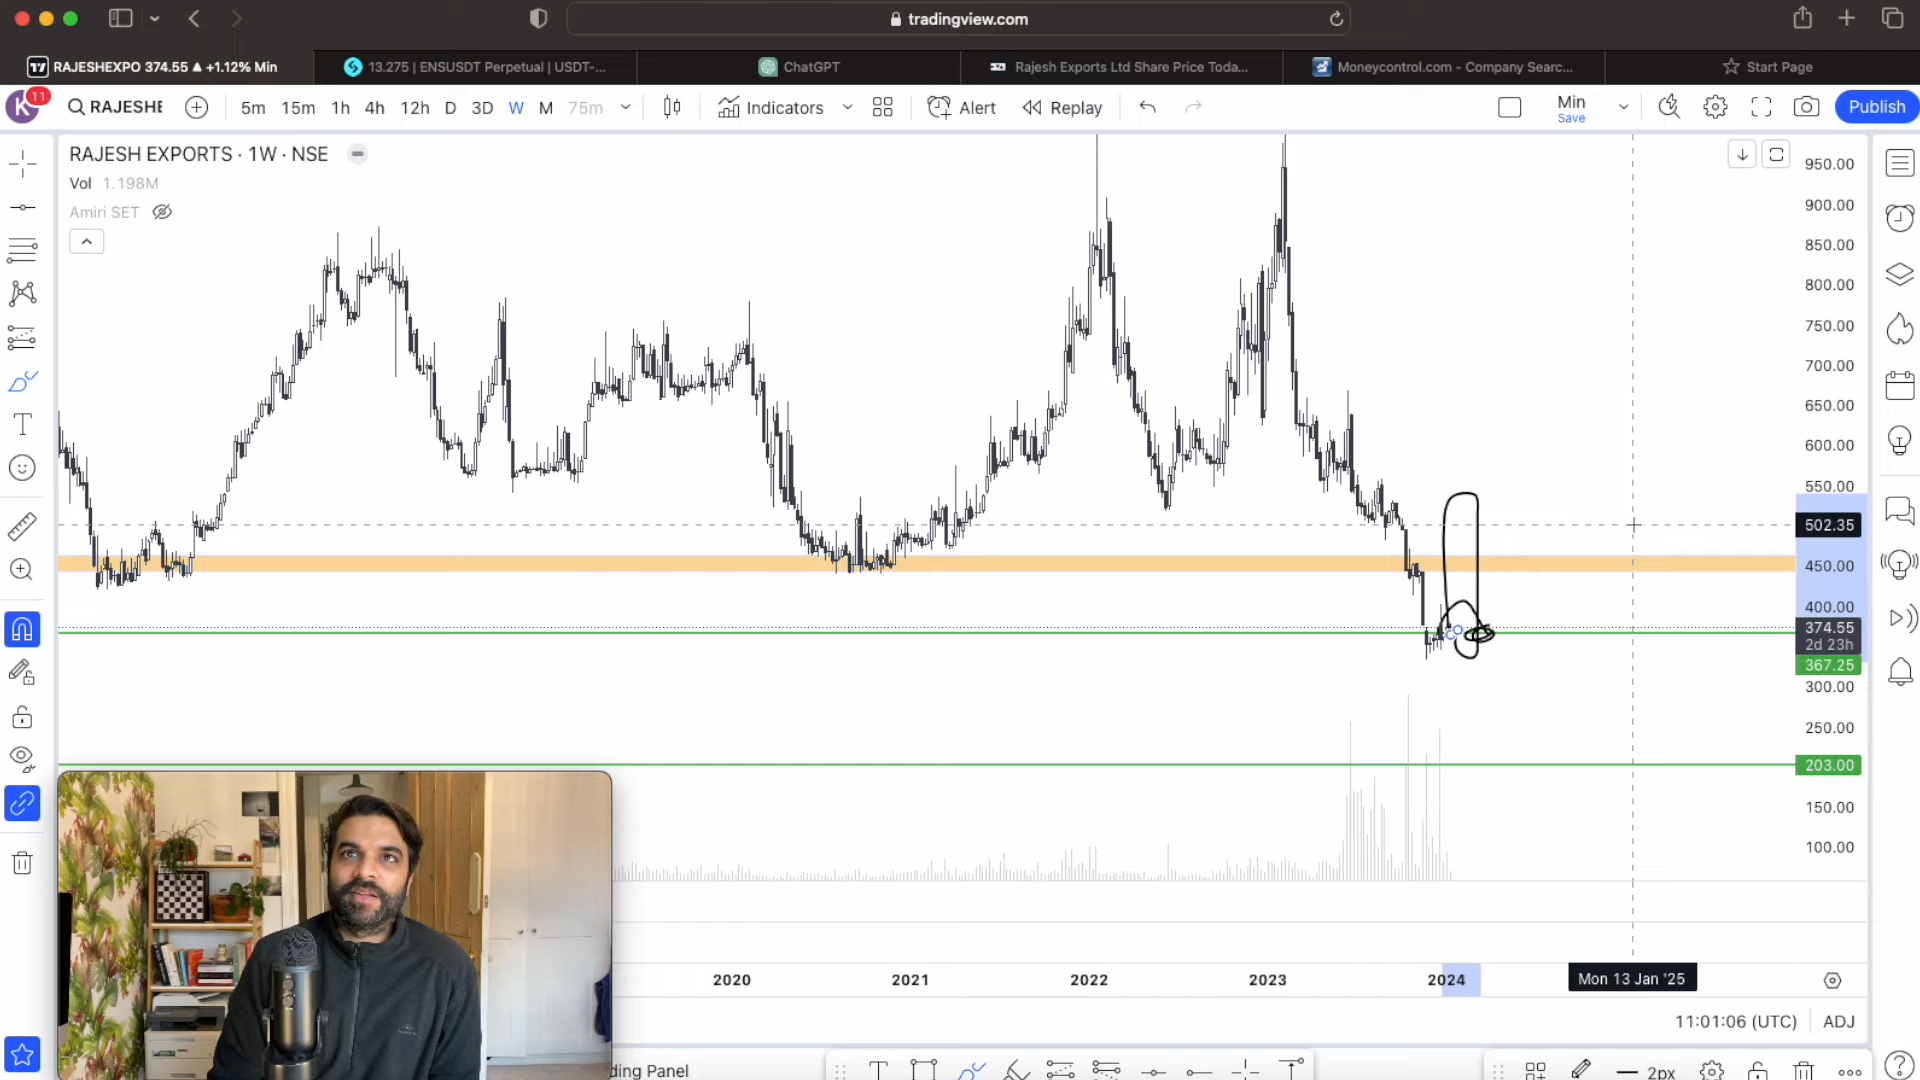 tradingview.com
RAJESHEXPO 374.55 ▲ +1.12% Min
13.275 | ENSUSDT Perpetual | USDT-...
ChatGPT
Rajesh Exports Ltd Share Price Toda...
Moneycontrol.com - Company Searc...
Start Page
K 11
RAJESHE
5m 15m 1h 4h 12h D 3D W M 75m
Indicators
Alert
Replay
Min
Save
Publish
RAJESH EXPORTS · 1W · NSE
Vol 1.198M
Amiri SET
950.00
900.00
850.00
800.00
750.00
700.00
650.00
600.00
550.00
502.35
450.00
400.00
374.55
2d 23h
367.25
300.00
250.00
203.00
150.00
100.00
2020 2021 2022 2023 2024
Mon 13 Jan '25
11:01:06 (UTC) ADJ
ding Panel
2px